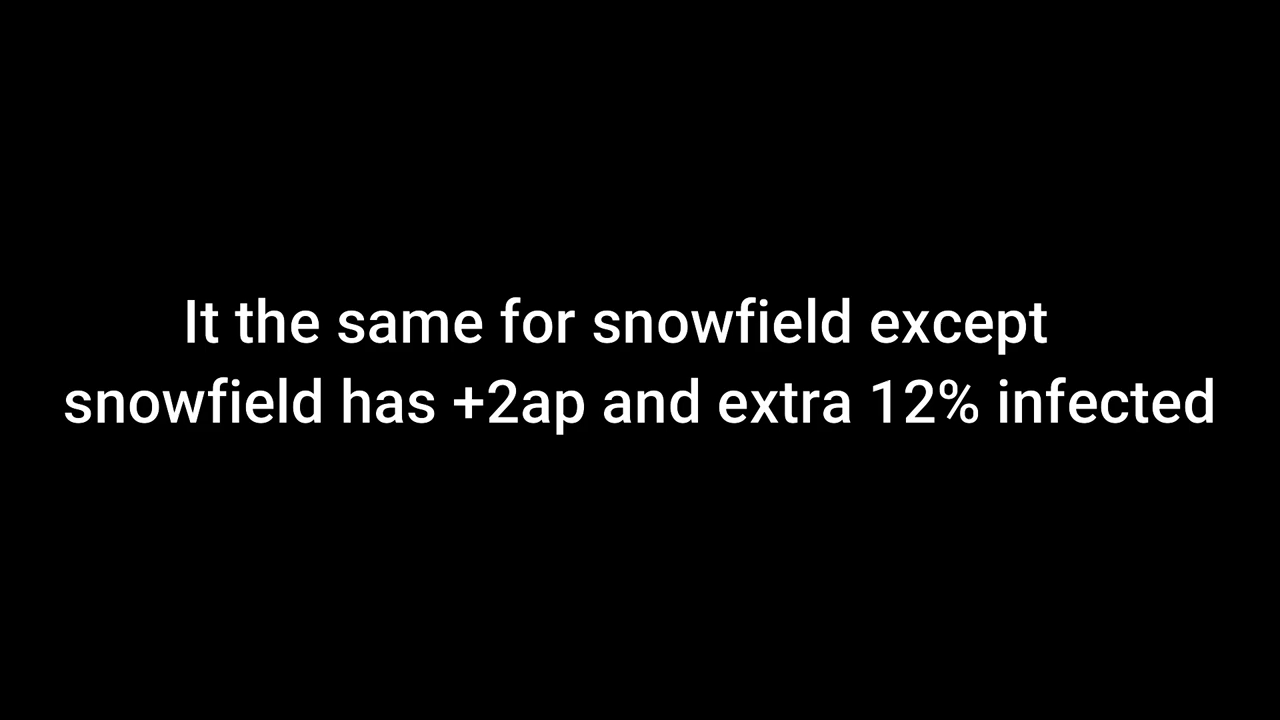 It the same for snowfield except
snowfield has +2ap and extra 12% infected